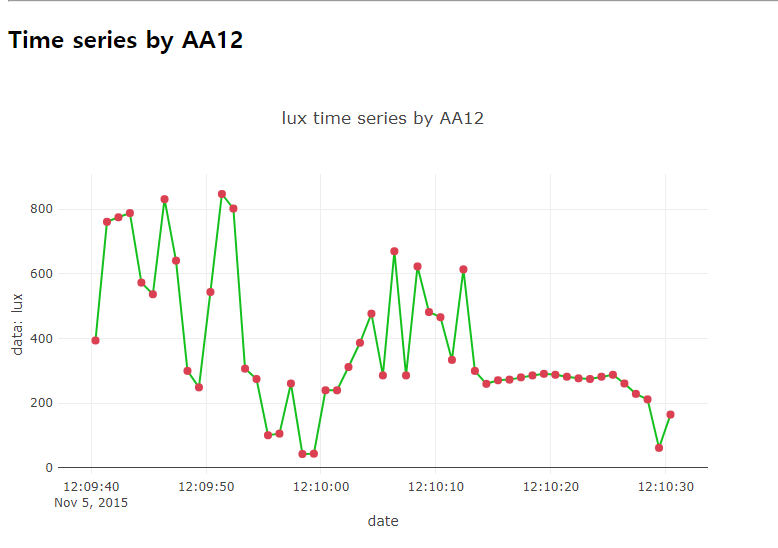 Time series by AA12
lux time series by AA12
data: lux
800
600
400
200
0
12:09:40 12:09:50 12:10:00 12:10:10 12:10:20 12:10:30
Nov 5, 2015
date